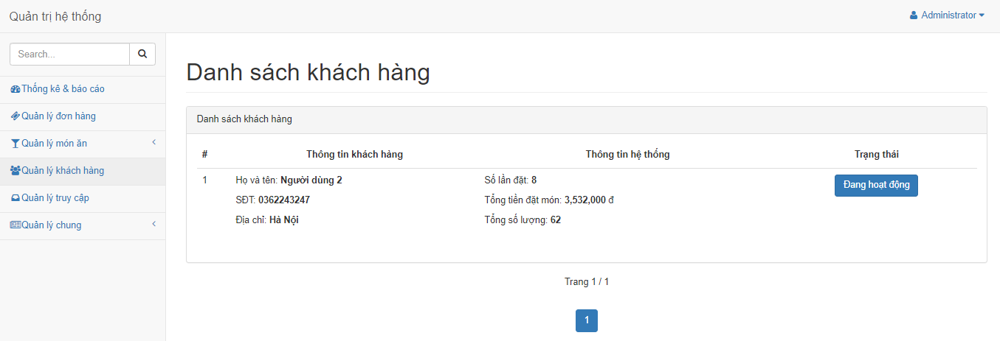 Quản trị hệ thống
Administrator
Search...
Thống kê & báo cáo
Quản lý đơn hàng
Quản lý món ăn
Quản lý khách hàng
Quản lý truy cập
Quản lý chung
Danh sách khách hàng
Danh sách khách hàng
# Thông tin khách hàng Thông tin hệ thống Trạng thái
1 Họ và tên: Người dùng 2 Số lần đặt: 8 Đang hoạt động
SĐT: 0362243247 Tổng tiền đặt món: 3,532,000 đ
Địa chỉ: Hà Nội Tổng số lượng: 62
Trang 1 / 1
1